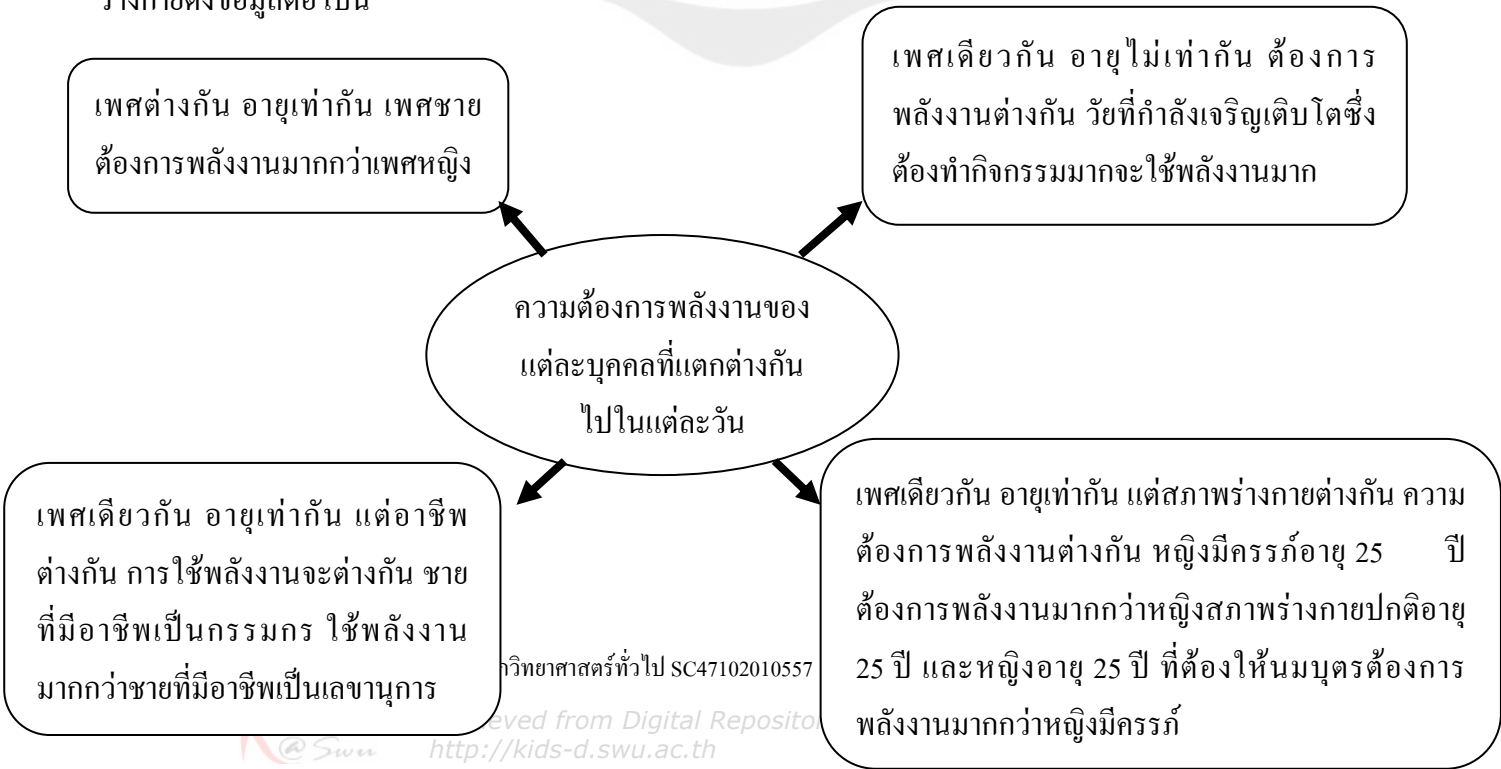 ร่างกายดังข้อมูลต่อไปนี้
เพศต่างกัน อายุเท่ากัน เพศชาย
ต้องการพลังงานมากกว่าเพศหญิง
เพศเดียวกัน อายุไม่เท่ากัน ต้องการ
พลังงานต่างกัน วัยที่กำลังเจริญเติบโตซึ่ง
ต้องทำกิจกรรมมากจะใช้พลังงานมาก
ความต้องการพลังงานของ
แต่ละบุคคลที่แตกต่างกัน
ไปในแต่ละวัน
เพศเดียวกัน อายุเท่ากัน แต่อาชีพ
ต่างกัน การใช้พลังงานจะต่างกัน ชาย
ที่มีอาชีพเป็นกรรมกร ใช้พลังงาน
มากกว่าชายที่มีอาชีพเป็นเลขานุการ
เพศเดียวกัน อายุเท่ากัน แต่สภาพร่างกายต่างกัน ความ
ต้องการพลังงานต่างกัน หญิงมีครรภ์อายุ 25 ปี
ต้องการพลังงานมากกว่าหญิงสภาพร่างกายปกติอายุ
25 ปี และหญิงอายุ 25 ปี ที่ต้องให้นมบุตรต้องการ
พลังงานมากกว่าหญิงมีครรภ์
วิทยาศาสตร์ทั่วไป SC47102010557
eved from Digital Reposito
@ Swu http://kids-d.swu.ac.th